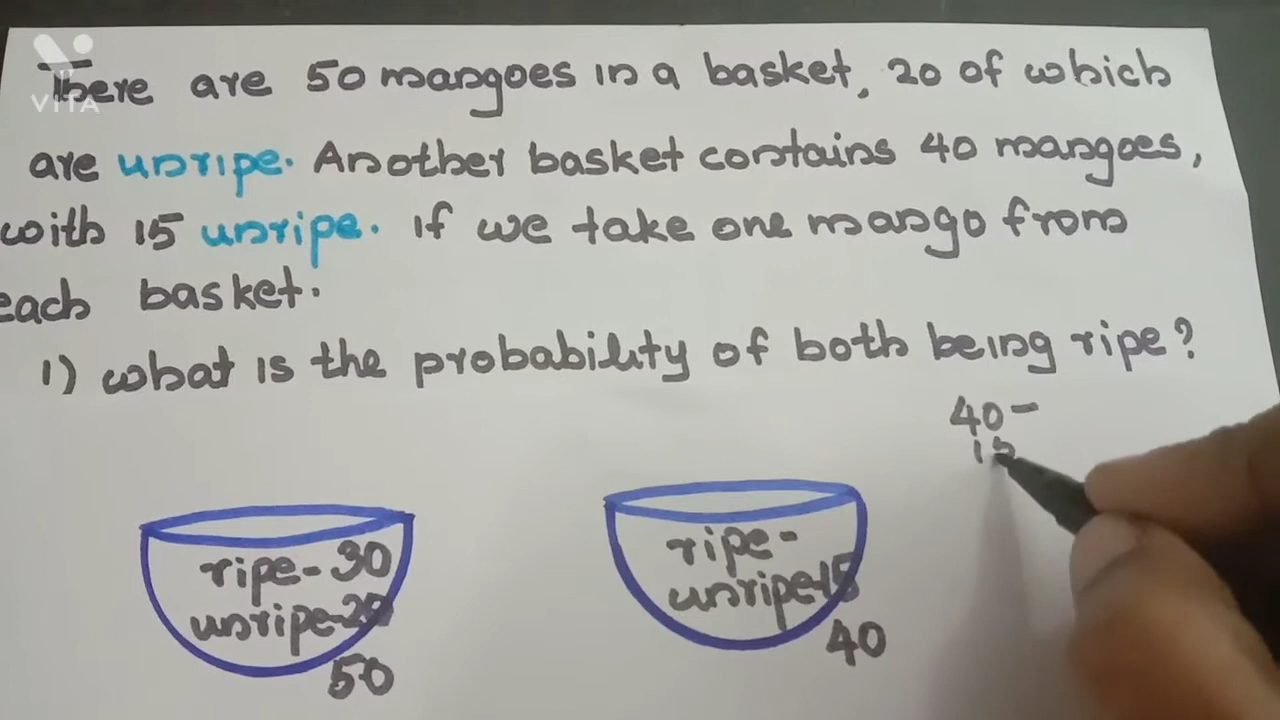 VITA
There are 50 mangoes in a basket, 20 of which
are unripe. Another basket contains 40 mangoes,
with 15 unripe. If we take one mango from
each basket.
1) what is the probability of both being ripe?
40-
15
ripe-30
unripe-20
50
ripe-
unripe-15
40